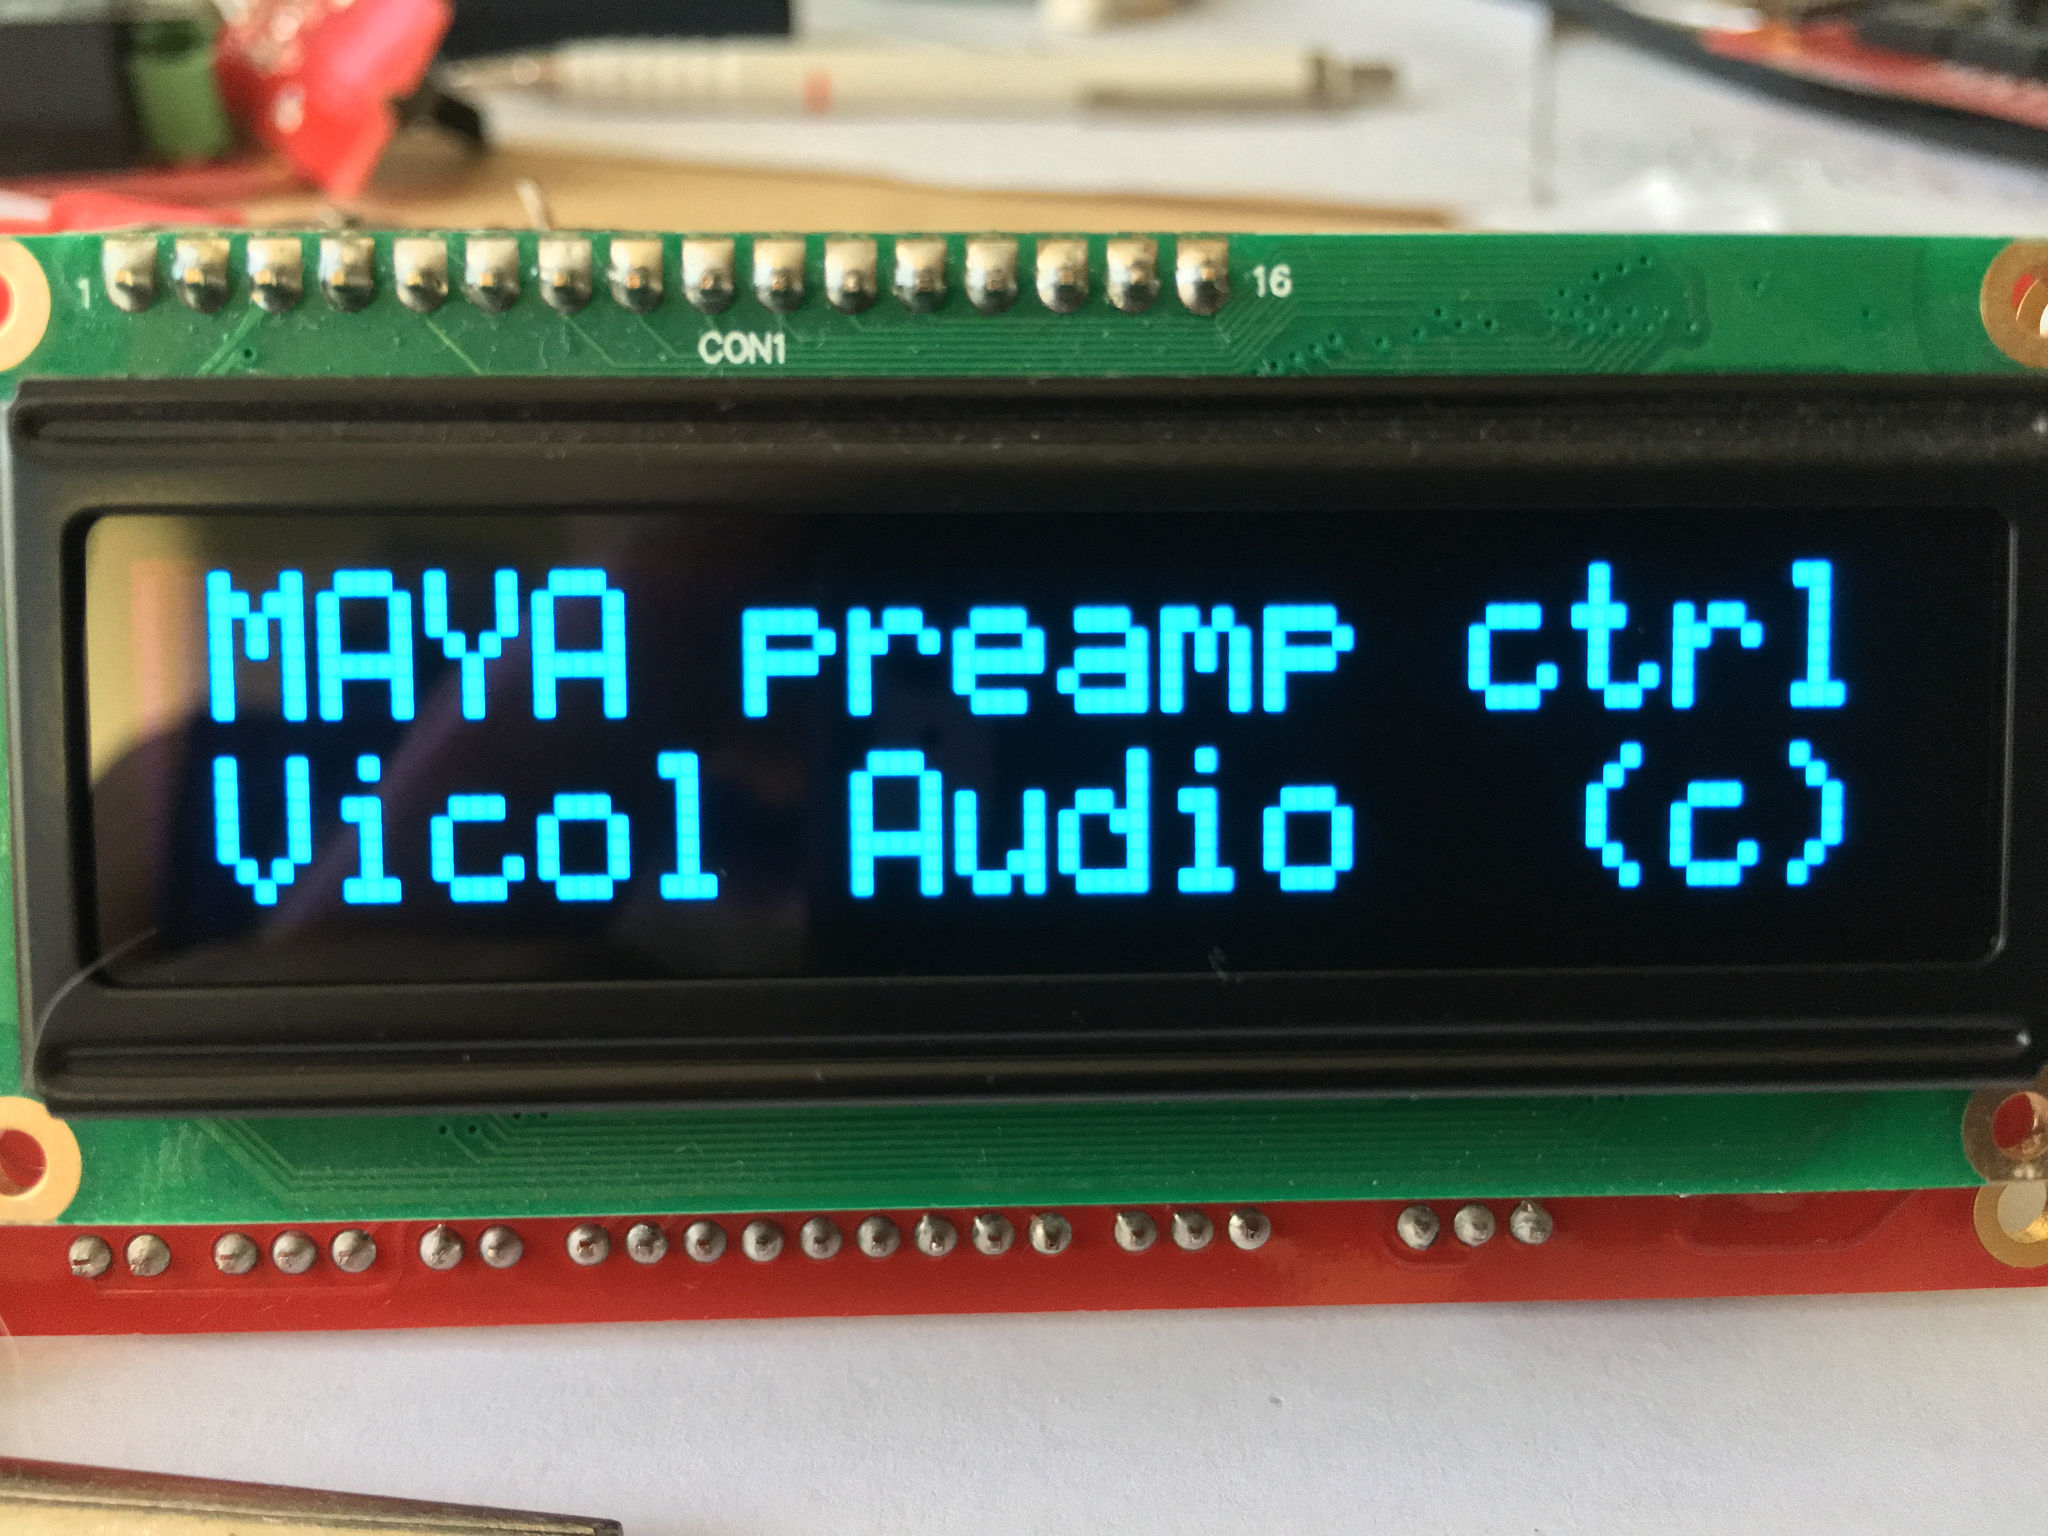 1 16
CON1
MAYA preamp ctrl
Vicol Audio (c)